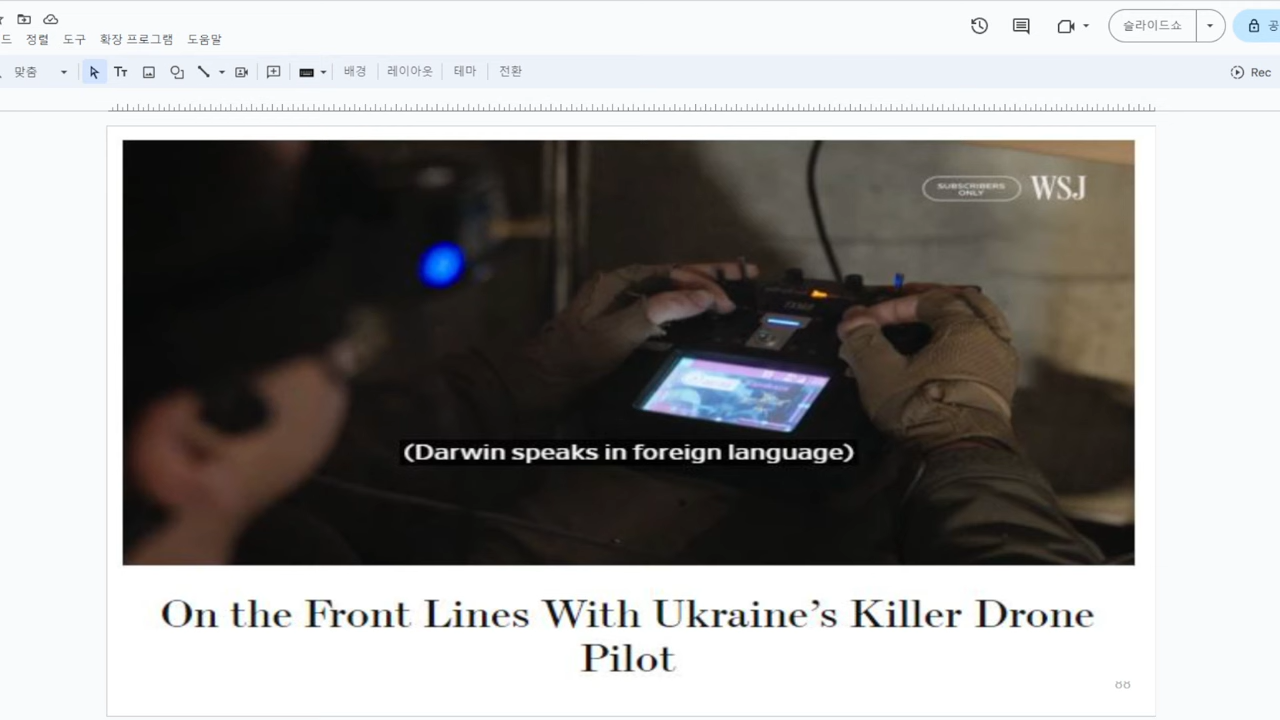 정렬 도구 확장 프로그램 도움말
슬라이드쇼
맞춤 배경 레이아웃 테마 전환 Rec
SUBSCRIBERS ONLY WSJ
(Darwin speaks in foreign language)
On the Front Lines With Ukraine's Killer Drone
Pilot